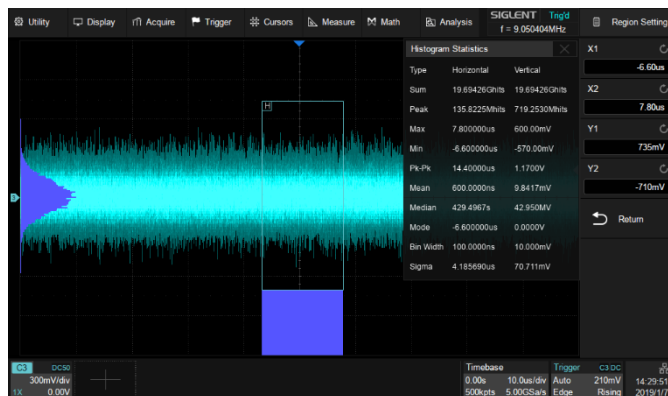 Utility Display Acquire Trigger Cursors Measure Math Analysis SIGLENT Trig'd Region Setting
f = 9.050404MHz
Histogram Statistics
X1
Type Horizontal Vertical
-6.60us
Sum 19.69426Ghits 19.69426Ghits
X2
Peak 135.8225Mhits 719.2530Mhits
7.80us
Max 7.800000us 600.00mV
Y1
Min -6.600000us -570.00mV
735mV
Pk-Pk 14.40000us 1.1700V
Y2
Mean 600.0000ns 9.8417mV
-710mV
Median 429.4967s 42.950MV
Return
Mode -6.600000us 0.0000V
Bin Width 100.0000ns 10.000mV
Sigma 4.185690us 70.711mV
H
3
C3 DC50
300mV/div
1X 0.00V
Timebase
0.00s 10.0us/div
500kpts 5.00GSa/s
Trigger C3 DC
Auto 210mV
Edge Rising
14:29:51
2019/1/7